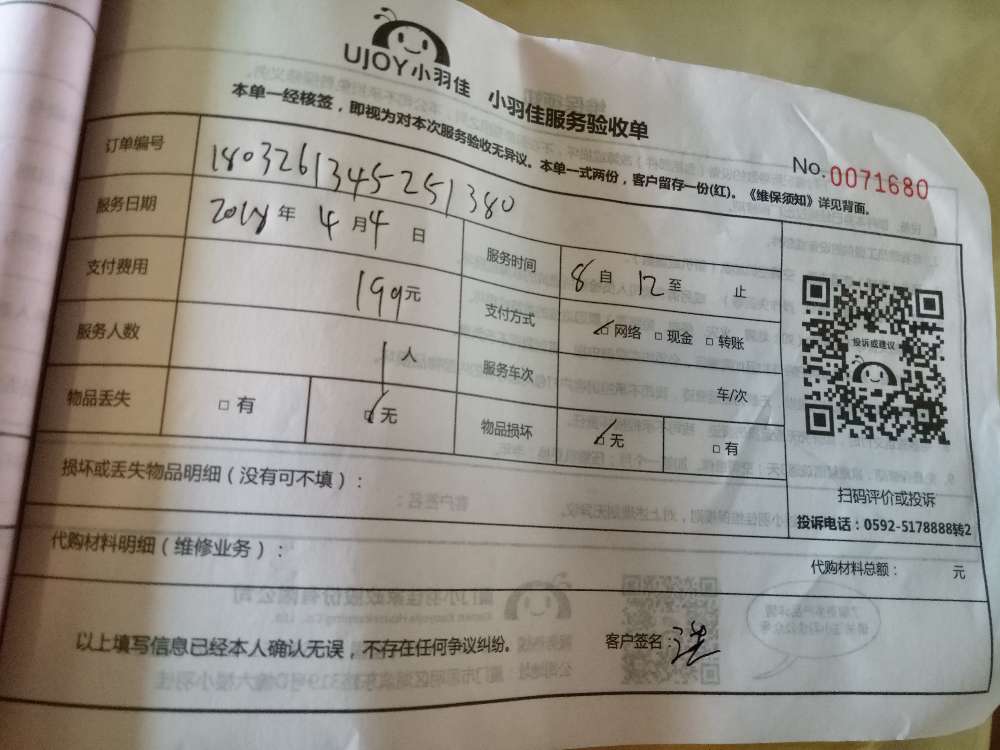 UJOY小羽佳 小羽佳服务验收单
本单一经核签，即视为对本次服务验收无异议。本单一式两份，客户留存一份(红)。《维保须知》详见背面。
No.0071680
订单编号 1803261345251380
服务日期 2018年4月4日 服务时间 8自12至 止
支付费用 199元 支付方式 ☑网络 □现金 □转账
服务人数 1人 服务车次 车/次
物品丢失 □有 ☑无 物品损坏 ☑无 □有
投诉或建议
扫码评价或投诉
投诉电话：0592-5178888转2
损坏或丢失物品明细（没有可不填）：
代购材料明细（维修业务）：
代购材料总额： 元
以上填写信息已经本人确认无误，不存在任何争议纠纷。 客户签名：